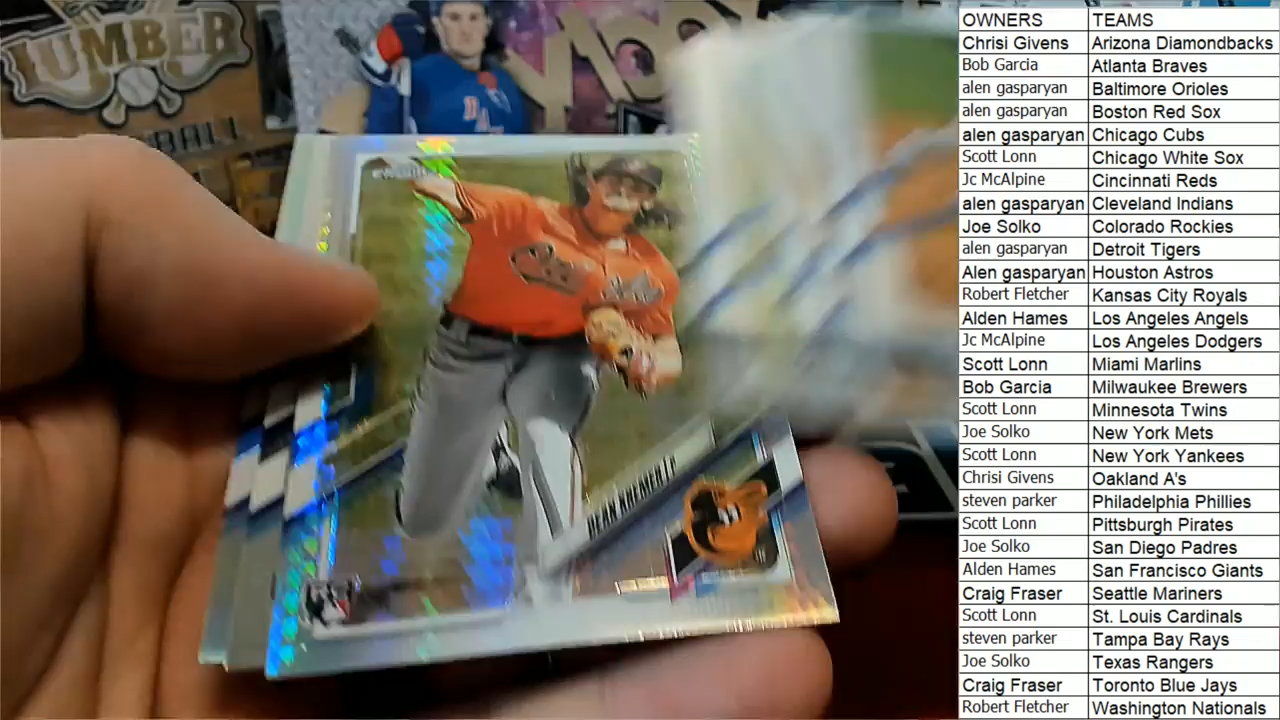 LUMBER
BALL
DEAN KREMER
OWNERS TEAMS
Chrisi Givens Arizona Diamondbacks
Bob Garcia Atlanta Braves
alen gasparyan Baltimore Orioles
alen gasparyan Boston Red Sox
alen gasparyan Chicago Cubs
Scott Lonn Chicago White Sox
Jc McAlpine Cincinnati Reds
alen gasparyan Cleveland Indians
Joe Solko Colorado Rockies
alen gasparyan Detroit Tigers
Alen gasparyan Houston Astros
Robert Fletcher Kansas City Royals
Alden Hames Los Angeles Angels
Jc McAlpine Los Angeles Dodgers
Scott Lonn Miami Marlins
Bob Garcia Milwaukee Brewers
Scott Lonn Minnesota Twins
Joe Solko New York Mets
Scott Lonn New York Yankees
Chrisi Givens Oakland A's
steven parker Philadelphia Phillies
Scott Lonn Pittsburgh Pirates
Joe Solko San Diego Padres
Alden Hames San Francisco Giants
Craig Fraser Seattle Mariners
Scott Lonn St. Louis Cardinals
steven parker Tampa Bay Rays
Joe Solko Texas Rangers
Craig Fraser Toronto Blue Jays
Robert Fletcher Washington Nationals